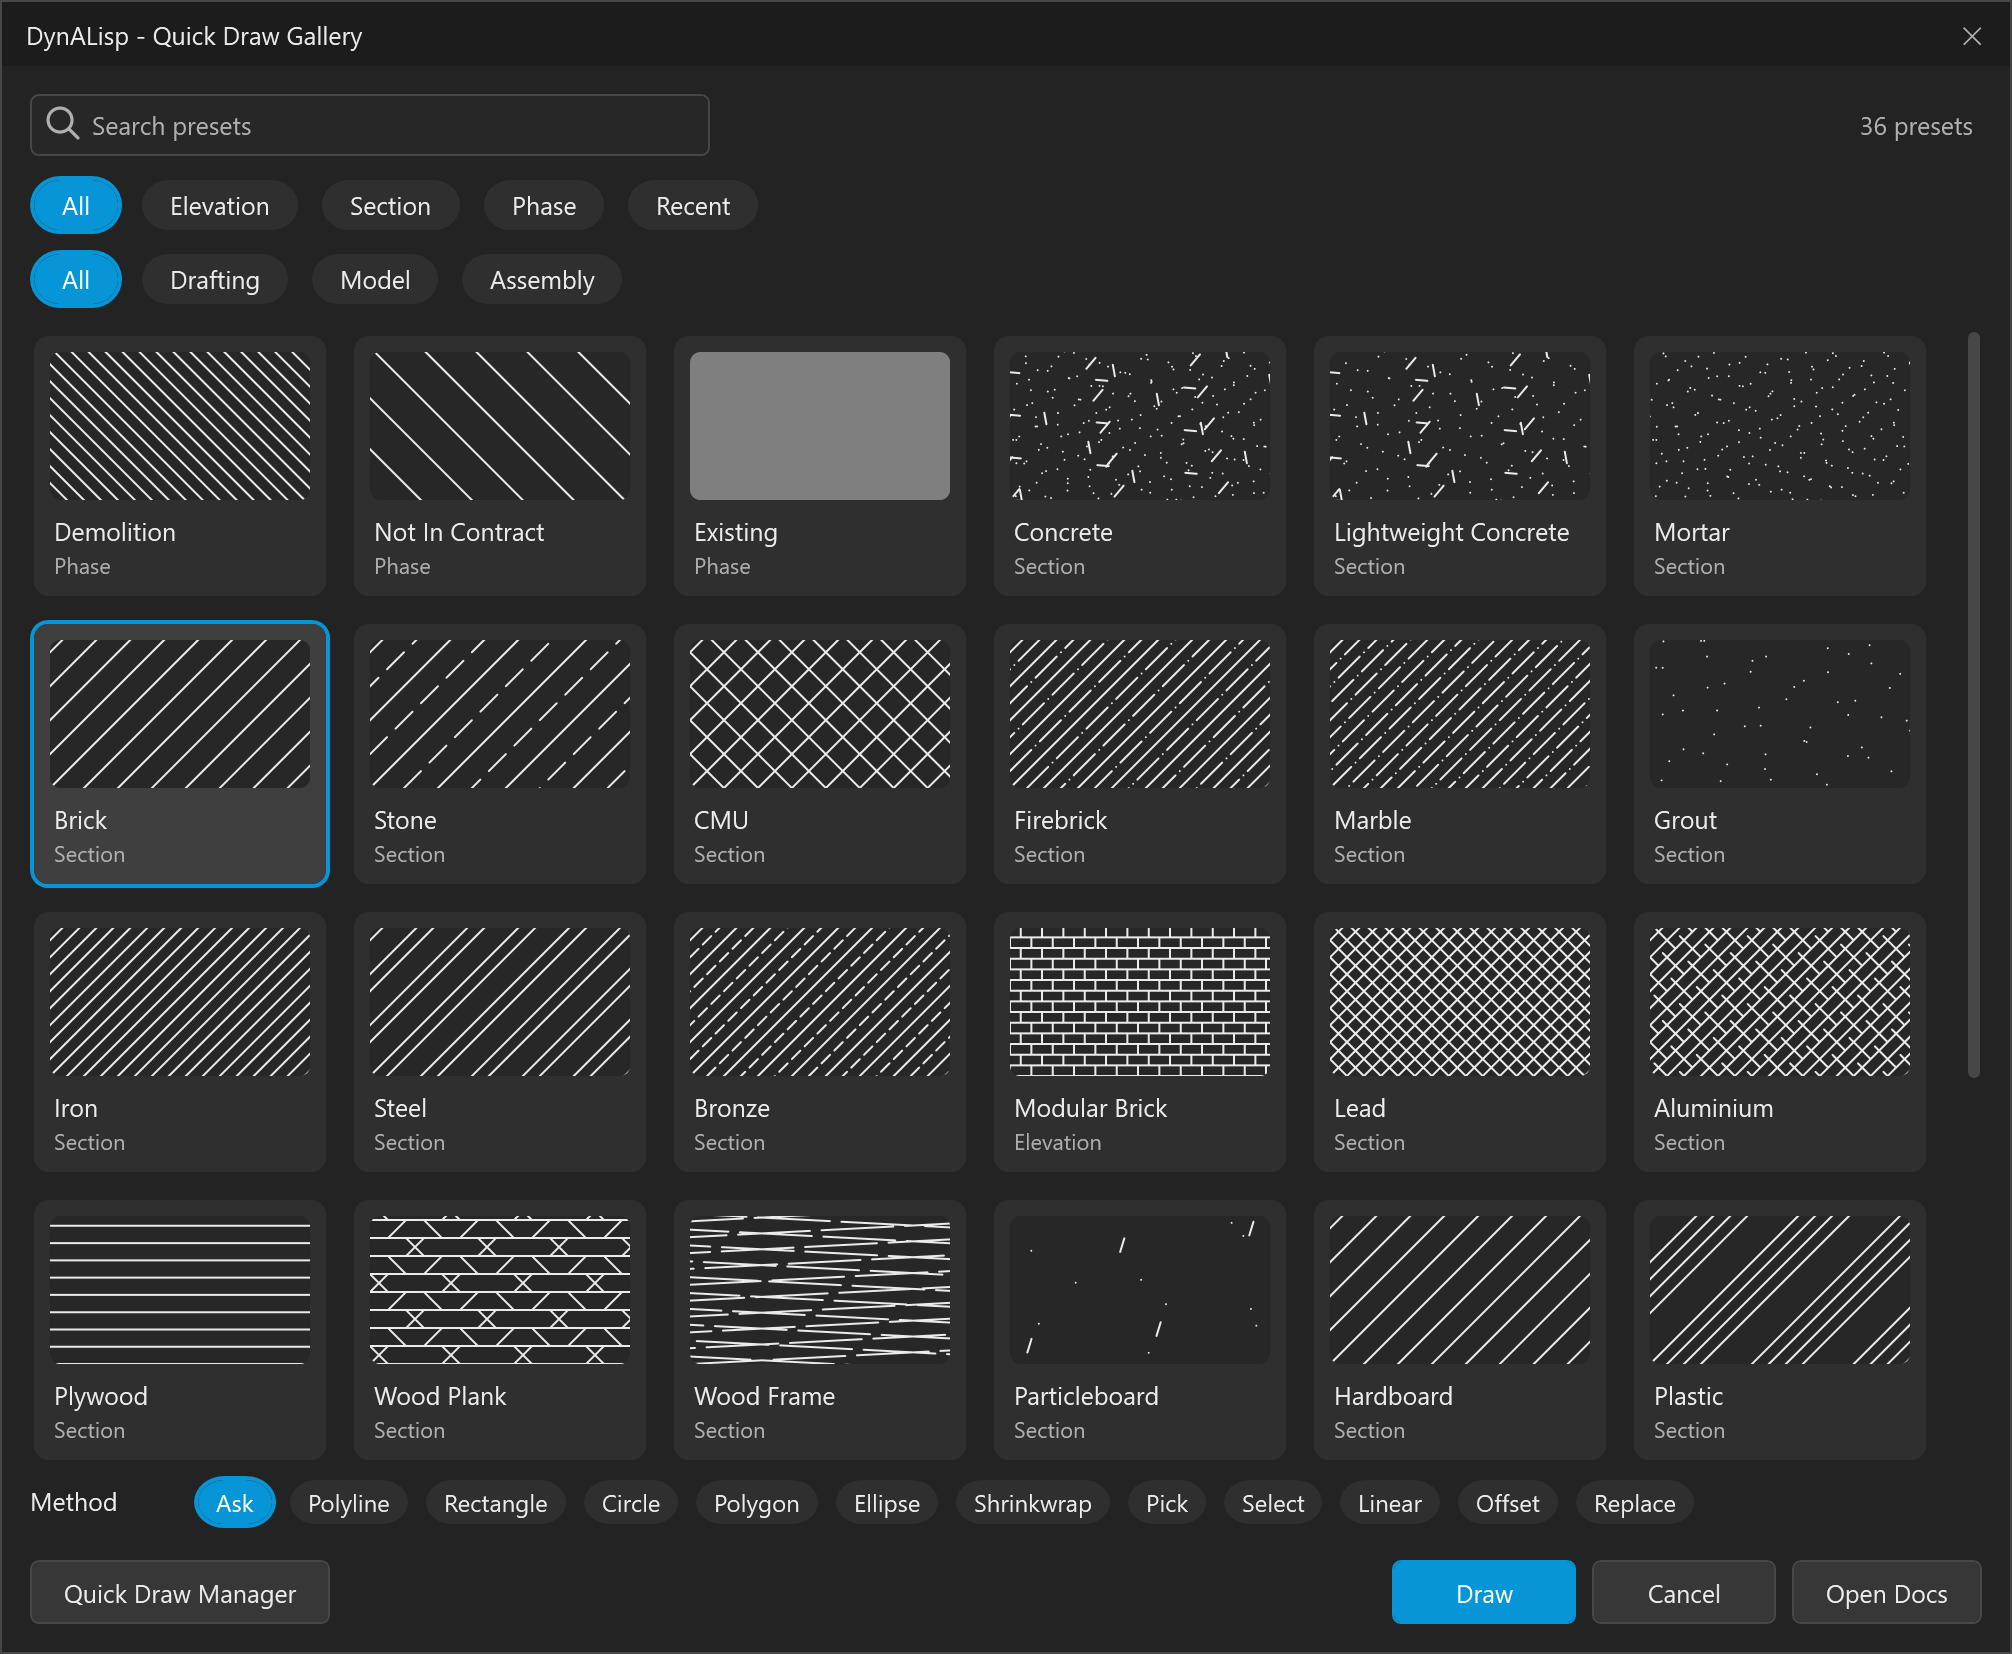 DynALisp - Quick Draw Gallery
Search presets
36 presets
All Elevation Section Phase Recent
All Drafting Model Assembly
Demolition Not In Contract Existing Concrete Lightweight Concrete Mortar
Phase Phase Phase Section Section Section
Brick Stone CMU Firebrick Marble Grout
Section Section Section Section Section Section
Iron Steel Bronze Modular Brick Lead Aluminium
Section Section Section Elevation Section Section
Plywood Wood Plank Wood Frame Particleboard Hardboard Plastic
Section Section Section Section Section Section
Method Ask Polyline Rectangle Circle Polygon Ellipse Shrinkwrap Pick Select Linear Offset Replace
Quick Draw Manager Draw Cancel Open Docs